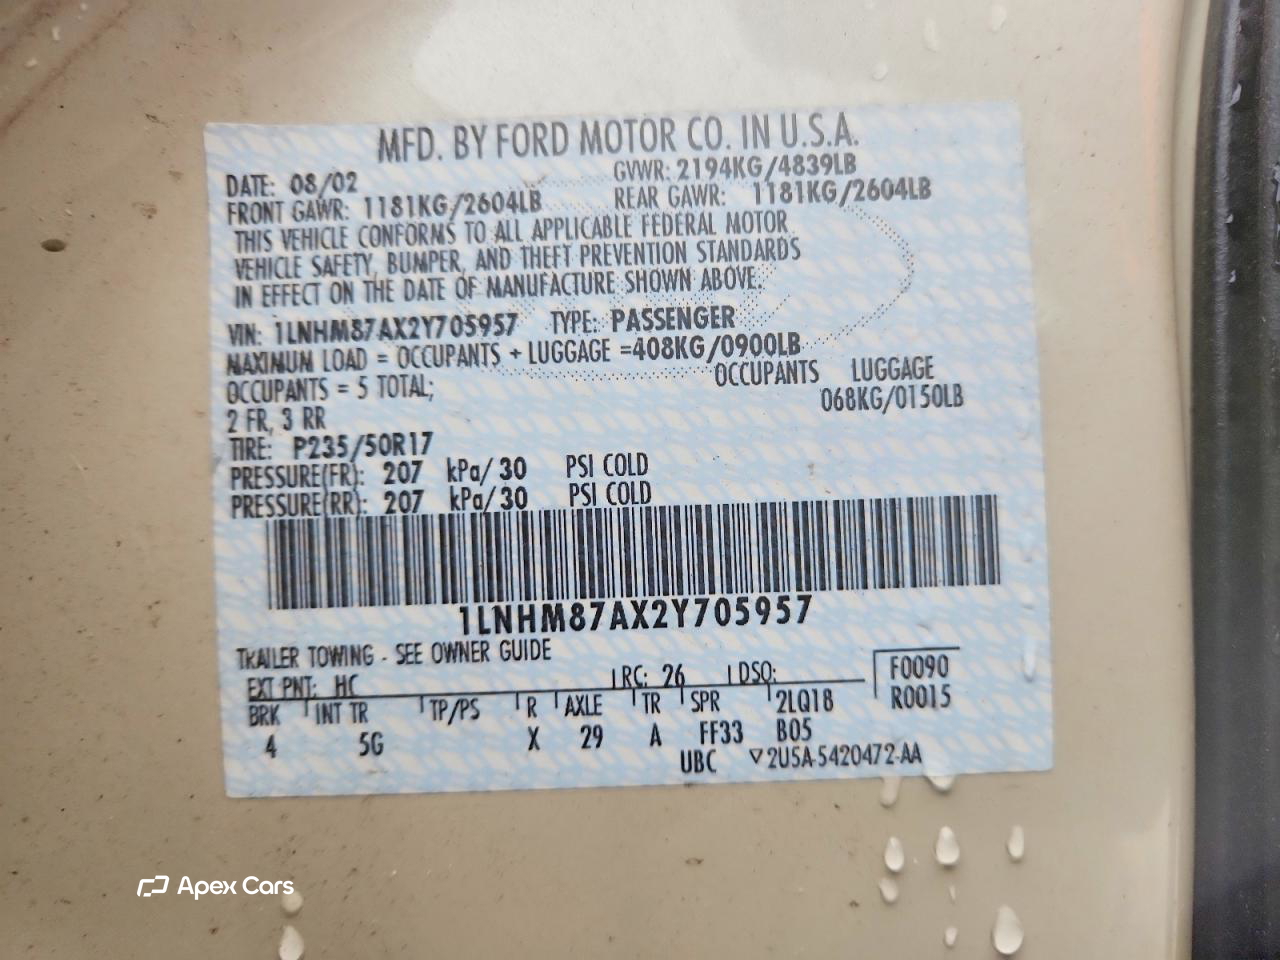 MFD. BY FORD MOTOR CO. IN U.S.A.
DATE: 08/02 GVWR: 2194KG/4839LB
FRONT GAWR: 1181KG/2604LB REAR GAWR: 1181KG/2604LB
THIS VEHICLE CONFORMS TO ALL APPLICABLE FEDERAL MOTOR
VEHICLE SAFETY, BUMPER, AND THEFT PREVENTION STANDARDS
IN EFFECT ON THE DATE OF MANUFACTURE SHOWN ABOVE.
VIN: 1LNHM87AX2Y705957 TYPE: PASSENGER
MAXIMUM LOAD = OCCUPANTS + LUGGAGE =408KG/0900LB
OCCUPANTS = 5 TOTAL; OCCUPANTS LUGGAGE
2 FR, 3 RR 068KG/0150LB
TIRE: P235/50R17
PRESSURE(FR): 207 kPa/ 30 PSI COLD
PRESSURE(RR): 207 kPa/ 30 PSI COLD
1LNHM87AX2Y705957
TRAILER TOWING - SEE OWNER GUIDE
EXT PNT: HC RC: 26 DSO: F0090
BRK INT TR TP/PS R AXLE TR SPR 2LQ1B R0015
4 5G X 29 A FF33 B05
UBC ▽2U5A-5420472-AA
Apex Cars